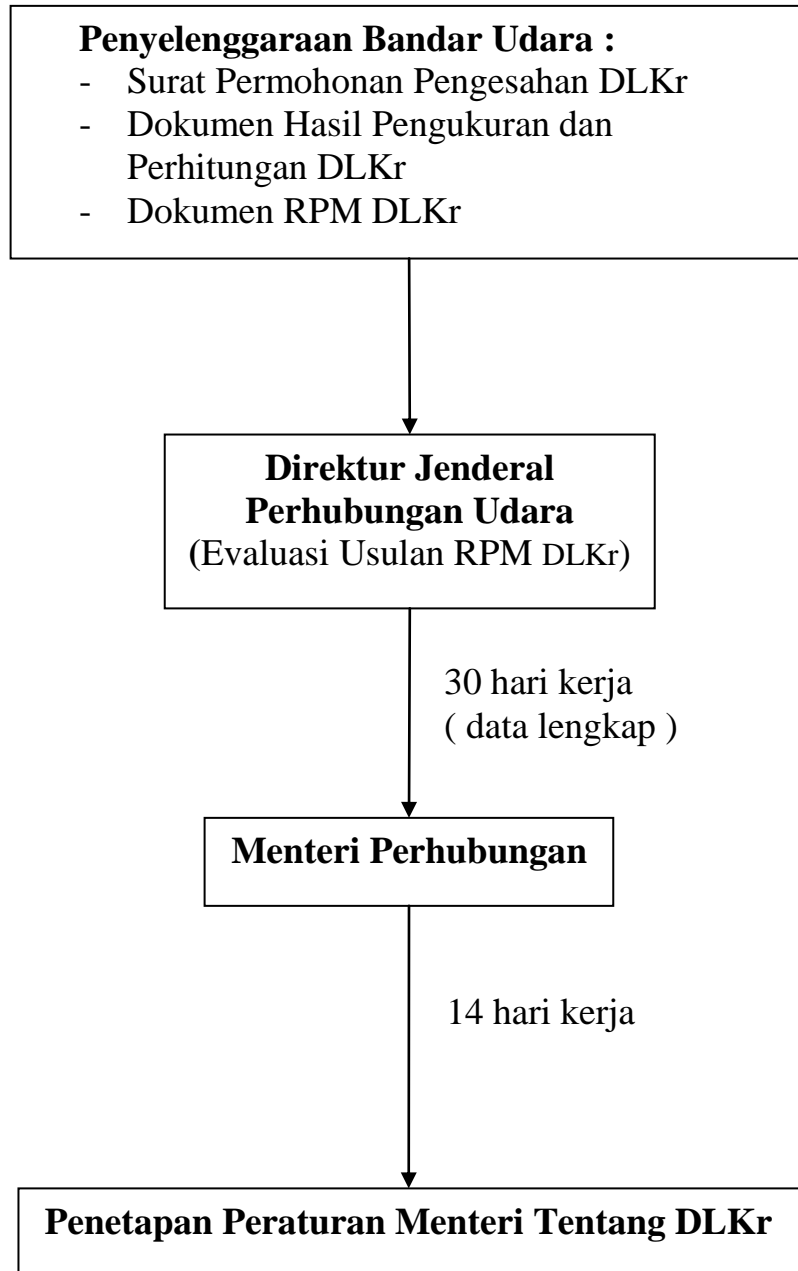 Penyelenggaraan Bandar Udara :
- Surat Permohonan Pengesahan DLKr
- Dokumen Hasil Pengukuran dan
Perhitungan DLKr
- Dokumen RPM DLKr
Direktur Jenderal
Perhubungan Udara
(Evaluasi Usulan RPM DLKr)
30 hari kerja
( data lengkap )
Menteri Perhubungan
14 hari kerja
Penetapan Peraturan Menteri Tentang DLKr